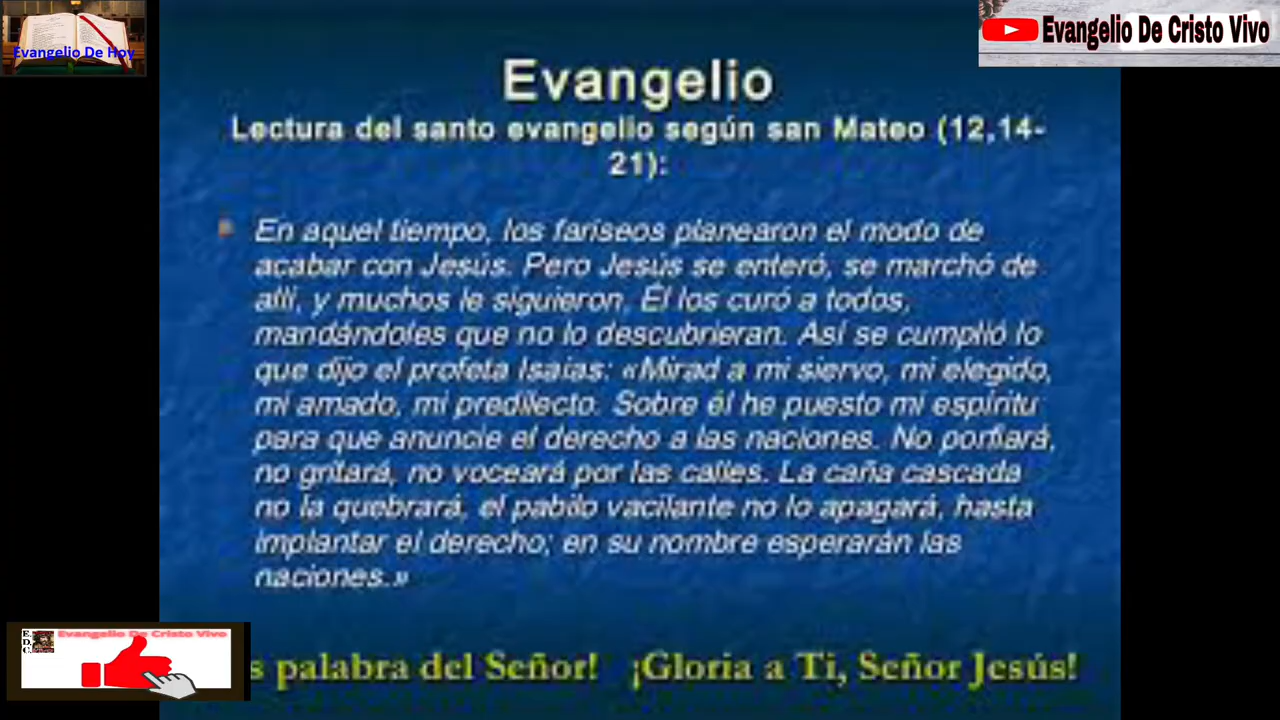 Evangelio De Hoy
Evangelio De Cristo Vivo
Evangelio
Lectura del santo evangelio según san Mateo (12,14-
21):
En aquel tiempo, los fariseos planearon el modo de
acabar con Jesús. Pero Jesús se enteró, se marchó de
allí, y muchos le siguieron. Él los curó a todos,
mandándoles que no lo descubrieran. Así se cumplió lo
que dijo el profeta Isaías: «Mirad a mi siervo, mi elegido,
mi amado, mi predilecto. Sobre él he puesto mi espíritu
para que anuncie el derecho a las naciones. No porfiará,
no gritará, no voceará por las calles. La caña cascada
no la quebrará, el pabilo vacilante no lo apagará, hasta
implantar el derecho; en su nombre esperarán las
naciones.»
E.
D.
C.
Evangelio De Cristo Vivo
s palabra del Señor! ¡Gloria a Ti, Señor Jesús!